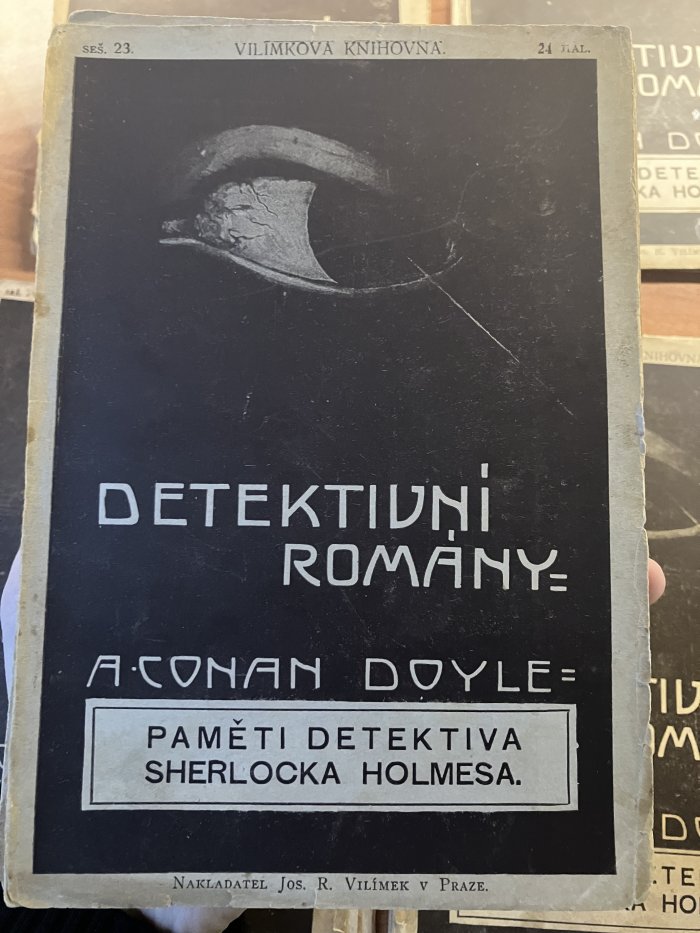 SEŠ. 23. VILÍMKOVA KNIHOVNA. 24 HAL.
DETEKTIVNÍ
ROMÁNY
A. CONAN DOYLE
PAMĚTI DETEKTIVA
SHERLOCKA HOLMESA.
NAKLADATEL JOS. R. VILÍMEK V PRAZE.